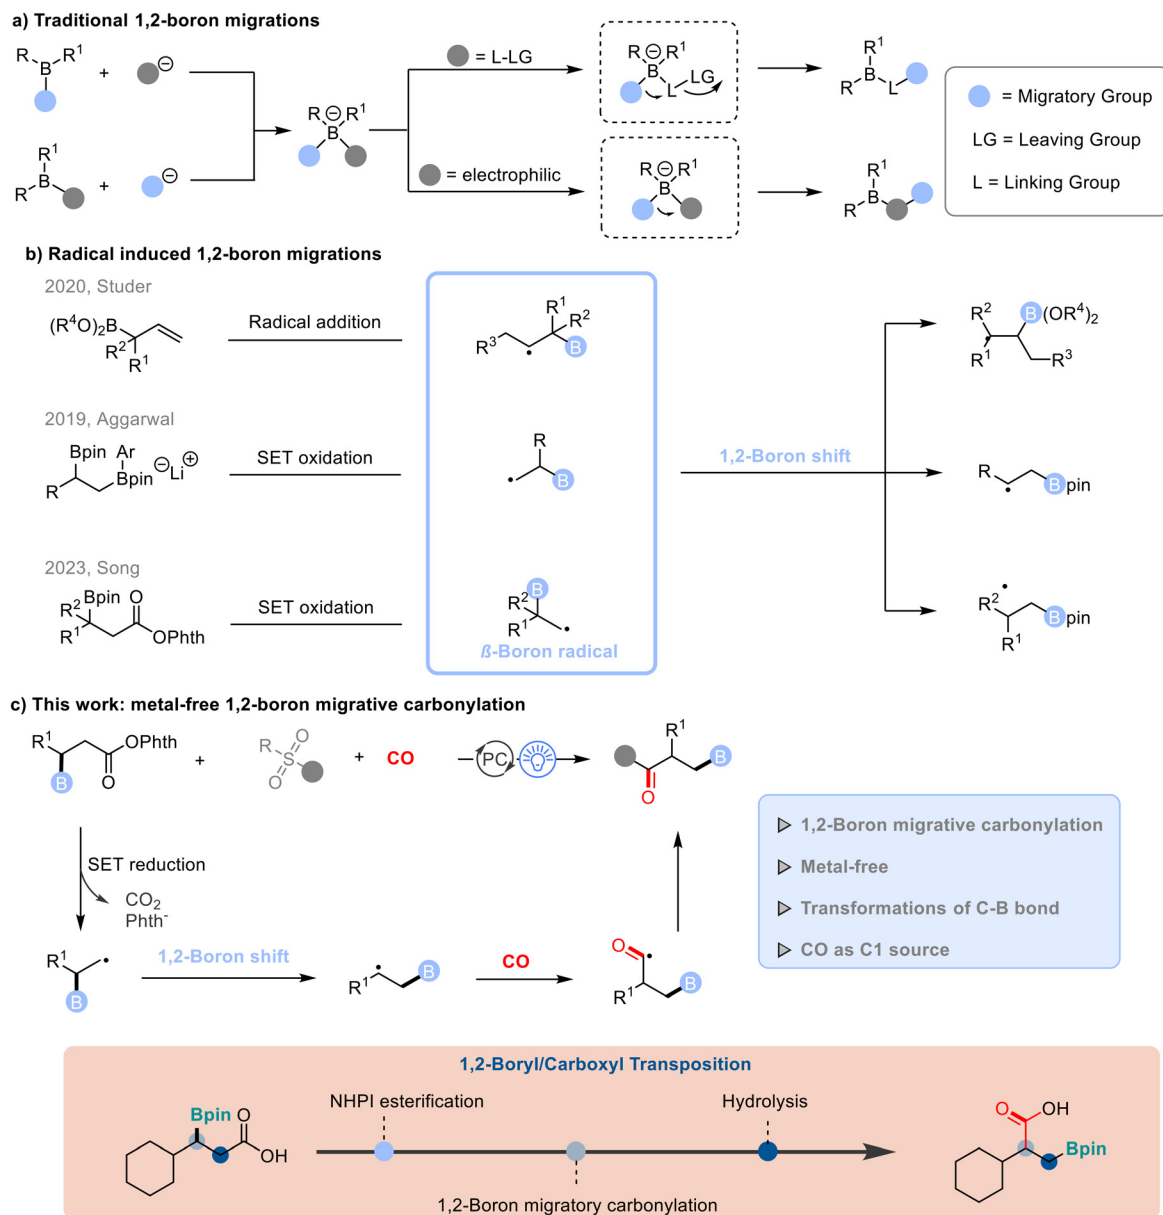 a) Traditional 1,2-boron migrations
R R¹
B
+
⊖
= L-LG
R ⊖ R¹
B
LG
L
R¹
B
R L
= Migratory Group
LG = Leaving Group
L = Linking Group
R ⊖ R¹
B
R¹
B
R
+
⊖
= electrophilic
R ⊖ R¹
B
R¹
B
R
b) Radical induced 1,2-boron migrations
2020, Studer
(R⁴O)₂B
R² R¹
Radical addition
R¹
R²
R³
B
R² B(OR⁴)₂
R¹ R³
2019, Aggarwal
Bpin Ar
R Bpin ⊖Li⊕
SET oxidation
R
B
1,2-Boron shift
R Bpin
2023, Song
Bpin O
R²
R¹ OPhth
SET oxidation
B
R²
R¹
ß-Boron radical
R² Bpin
R¹
c) This work: metal-free 1,2-boron migrative carbonylation
R¹ OPhth
B O
+
R O
S
O
+ CO
PC
R¹
B
O
SET reduction
CO₂
Phth⁻
R¹
B
1,2-Boron shift
R¹ B
CO
O
R¹ B
1,2-Boron migrative carbonylation
Metal-free
Transformations of C-B bond
CO as C1 source
1,2-Boryl/Carboxyl Transposition
Bpin O
OH
NHPI esterification
Hydrolysis
1,2-Boron migratory carbonylation
O OH
Bpin